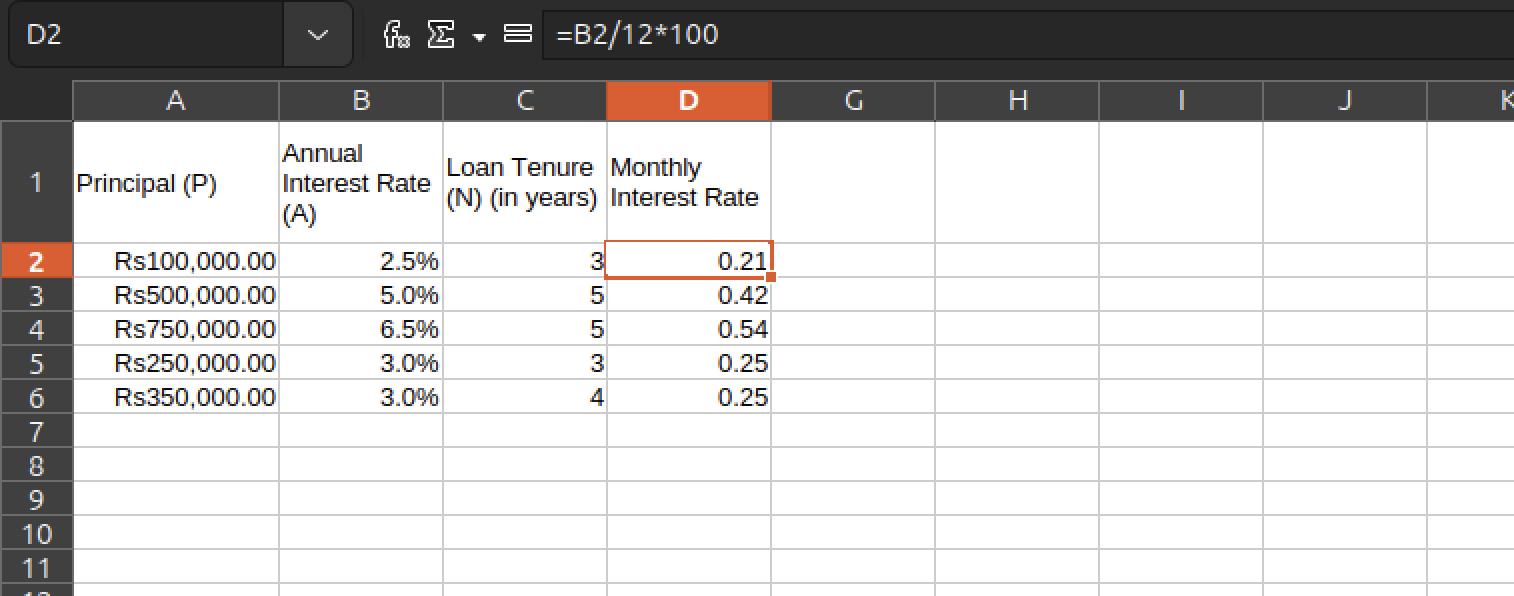 D2 =B2/12*100
A B C D G H I J K
1 Principal (P) Annual Interest Rate (A) Loan Tenure (N) (in years) Monthly Interest Rate
2 Rs100,000.00 2.5% 3 0.21
3 Rs500,000.00 5.0% 5 0.42
4 Rs750,000.00 6.5% 5 0.54
5 Rs250,000.00 3.0% 3 0.25
6 Rs350,000.00 3.0% 4 0.25
7
8
9
10
11